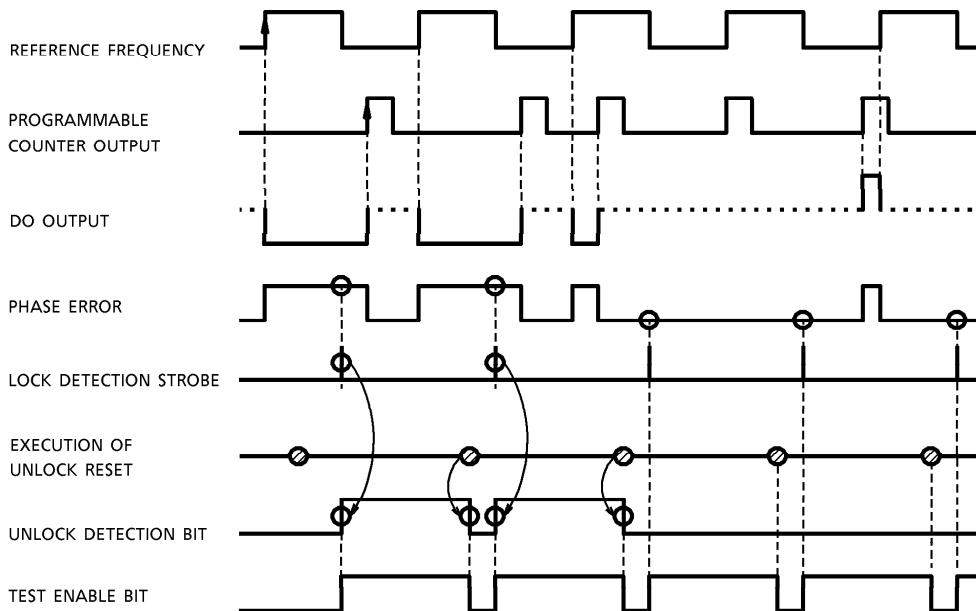 REFERENCE FREQUENCY
PROGRAMMABLE
COUNTER OUTPUT
DO OUTPUT
PHASE ERROR
LOCK DETECTION STROBE
EXECUTION OF
UNLOCK RESET
UNLOCK DETECTION BIT
TEST ENABLE BIT